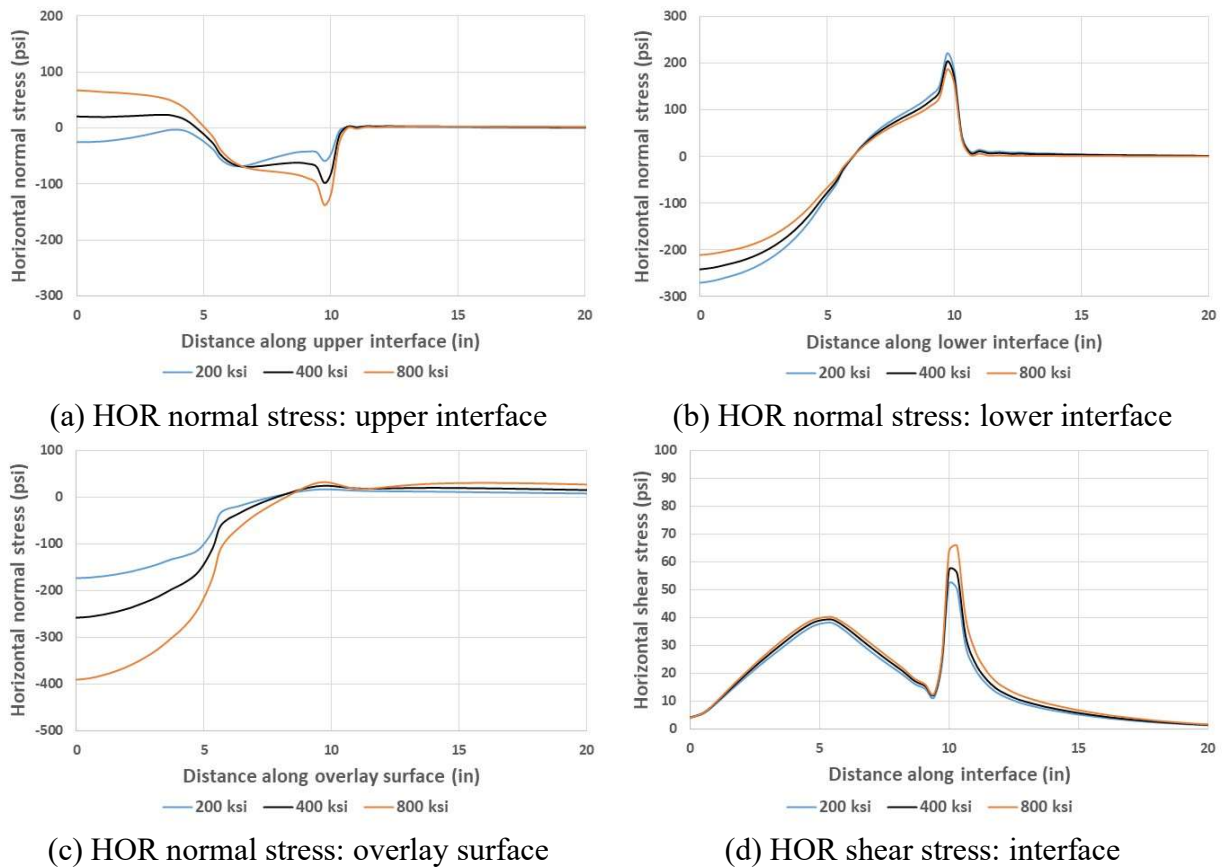 200
100
0
-100
-200
-300
Horizontal normal stress (psi)
0 5 10 15 20
Distance along upper interface (in)
200 ksi 400 ksi 800 ksi
(a) HOR normal stress: upper interface
300
200
100
0
-100
-200
-300
Horizontal normal stress (psi)
0 5 10 15 20
Distance along lower interface (in)
200 ksi 400 ksi 800 ksi
(b) HOR normal stress: lower interface
100
0
-100
-200
-300
-400
-500
Horizontal normal stress (psi)
0 5 10 15 20
Distance along overlay surface (in)
200 ksi 400 ksi 800 ksi
(c) HOR normal stress: overlay surface
100
90
80
70
60
50
40
30
20
10
0
Horizontal shear stress (psi)
0 5 10 15 20
Distance along interface (in)
200 ksi 400 ksi 800 ksi
(d) HOR shear stress: interface